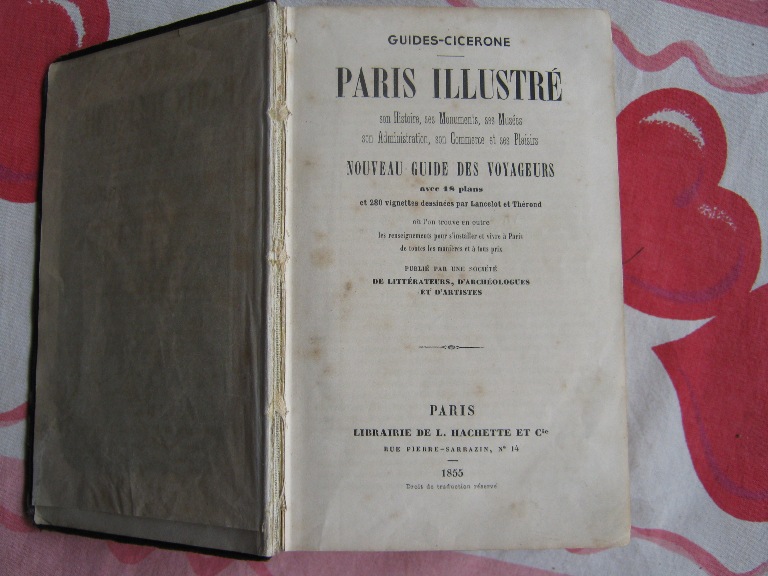 GUIDES-CICERONE
PARIS ILLUSTRÉ
son Histoire, ses Monuments, ses Musées
son Administration, son Commerce et ses Plaisirs
NOUVEAU GUIDE DES VOYAGEURS
avec 18 plans
et 280 vignettes dessinées par Lancelot et Thérond
où l'on trouve en outre
les renseignements pour s'installer et vivre à Paris
de toutes les manières et à tous prix
PUBLIÉ PAR UNE SOCIÉTÉ
DE LITTÉRATEURS, D'ARCHÉOLOGUES
ET D'ARTISTES
PARIS
LIBRAIRIE DE L. HACHETTE ET Cie
RUE PIERRE-SARRAZIN, N° 14
1855
Droit de traduction réservé